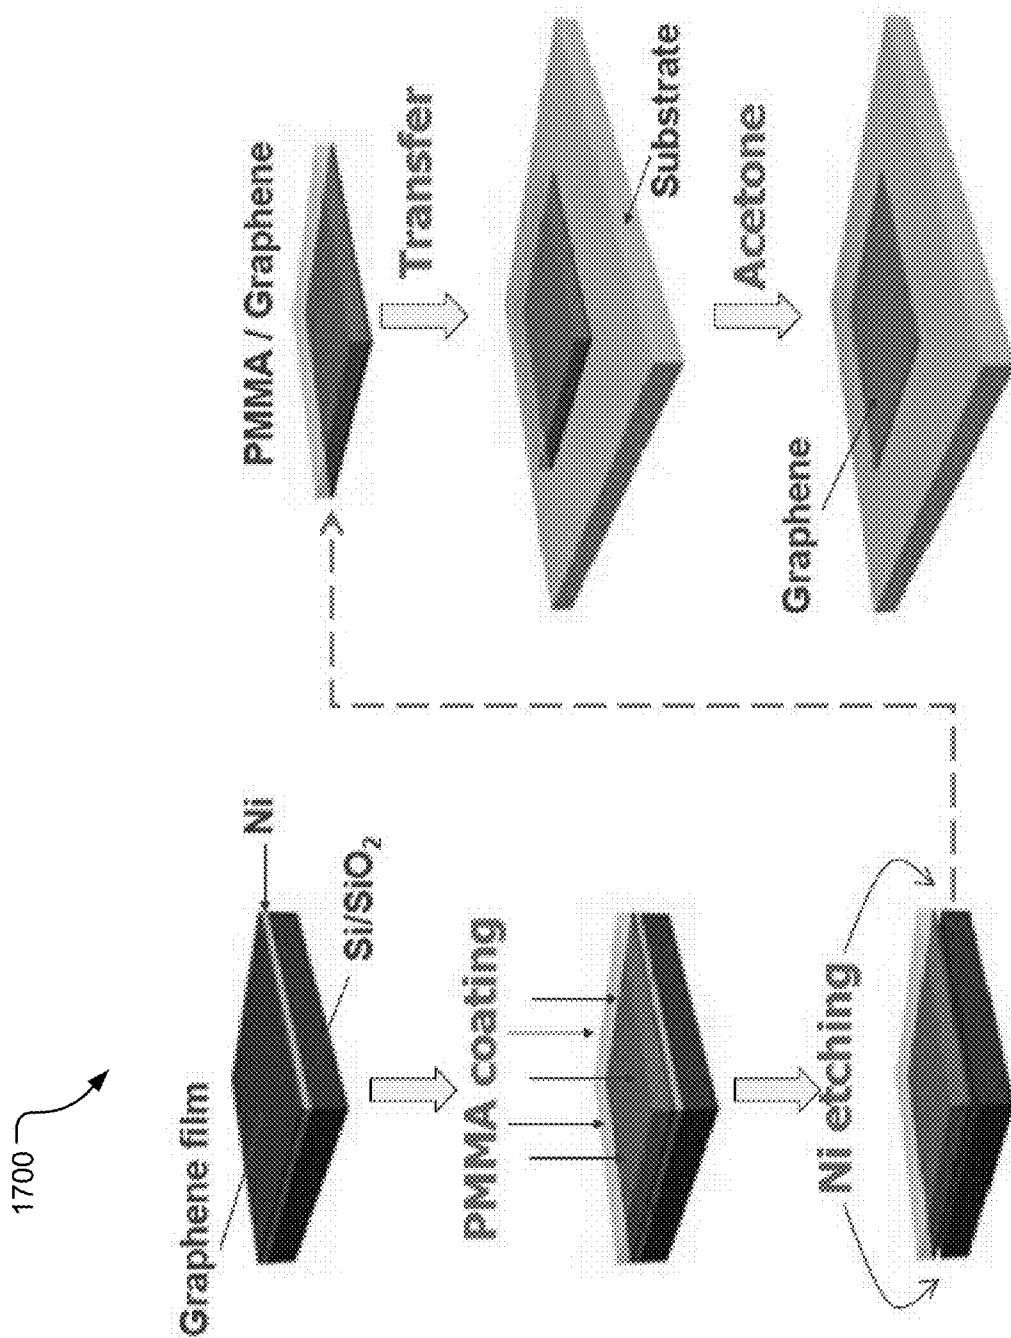 1700
Graphene film
Ni
Si/SiO₂
PMMA coating
Ni etching
PMMA / Graphene
Transfer
Substrate
Acetone
Graphene